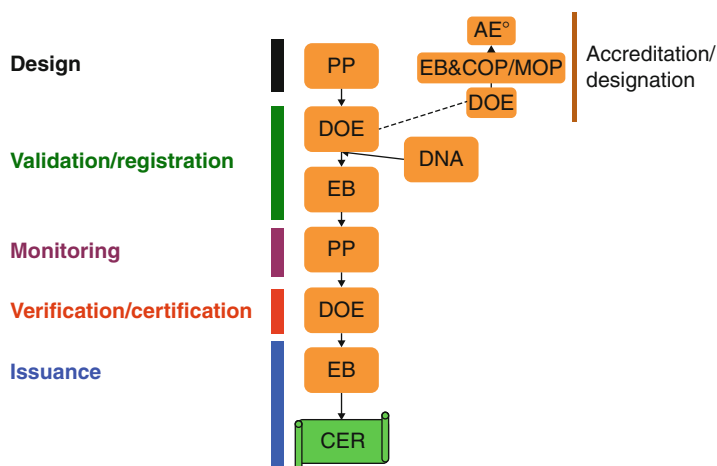 AE°
Design
PP
EB&COP/MOP
Accreditation/
designation
DOE
DOE
Validation/registration
DNA
EB
Monitoring
PP
Verification/certification
DOE
Issuance
EB
CER